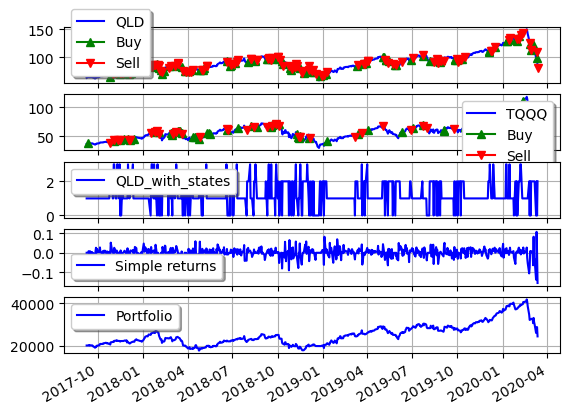 150
100
QLD
Buy
Sell
100
50
TQQQ
Buy
Sell
2
0
QLD_with_states
0.1
0.0
−0.1
Simple returns
40000
20000
Portfolio
2017-10 2018-01 2018-04 2018-07 2018-10 2019-01 2019-04 2019-07 2019-10 2020-01 2020-04